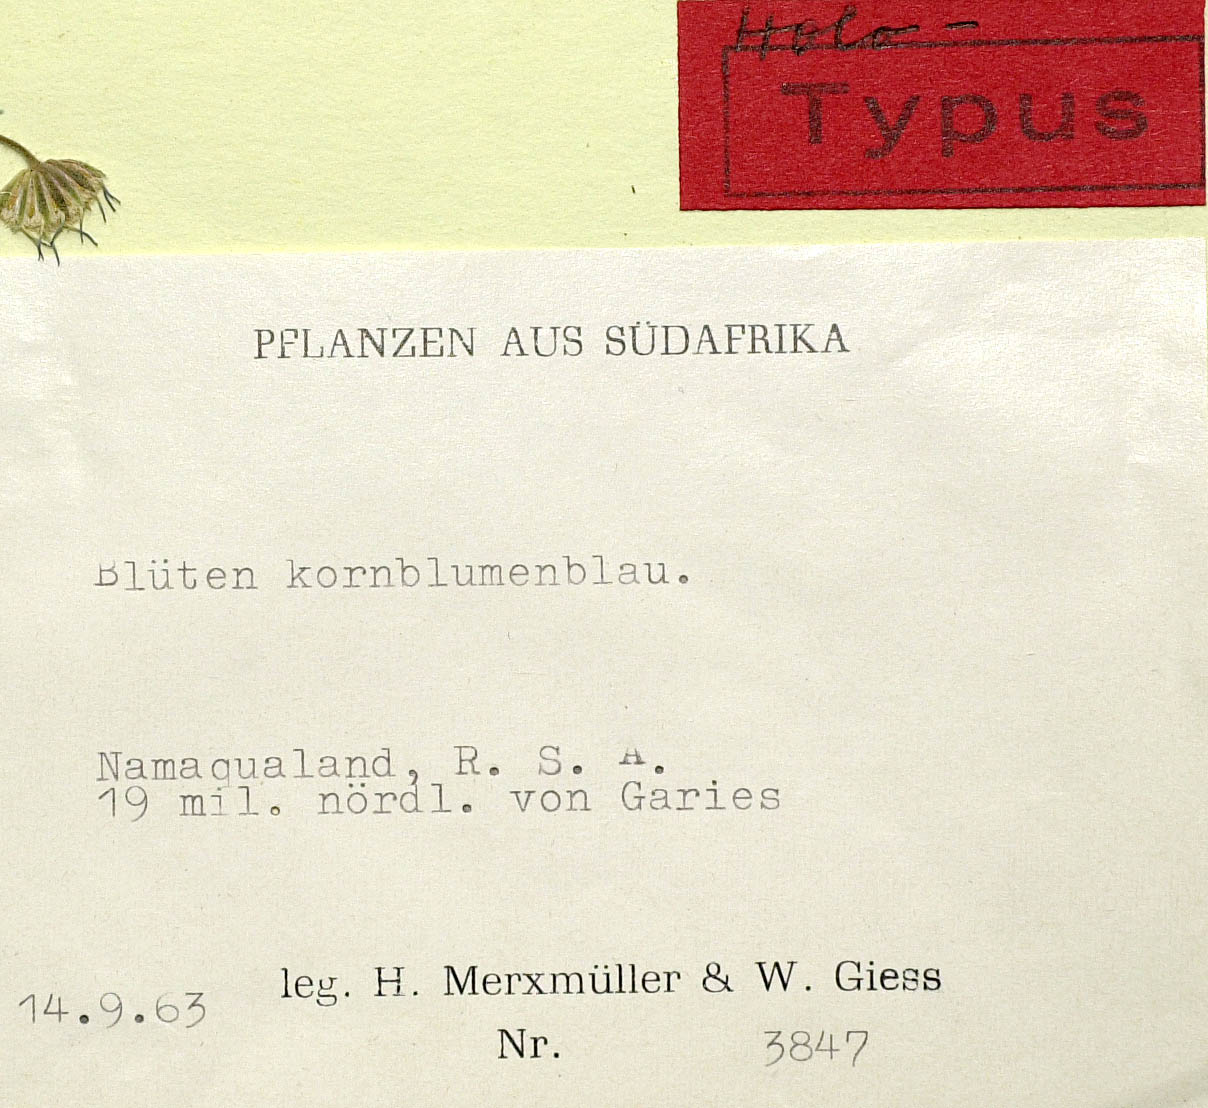 Holo-
Typus
PFLANZEN AUS SÜDAFRIKA
Blüten kornblumenblau.
Namaqualand, R. S. A.
19 mil. nördl. von Garies
leg. H. Merxmüller & W. Giess
14.9.63
Nr. 3847